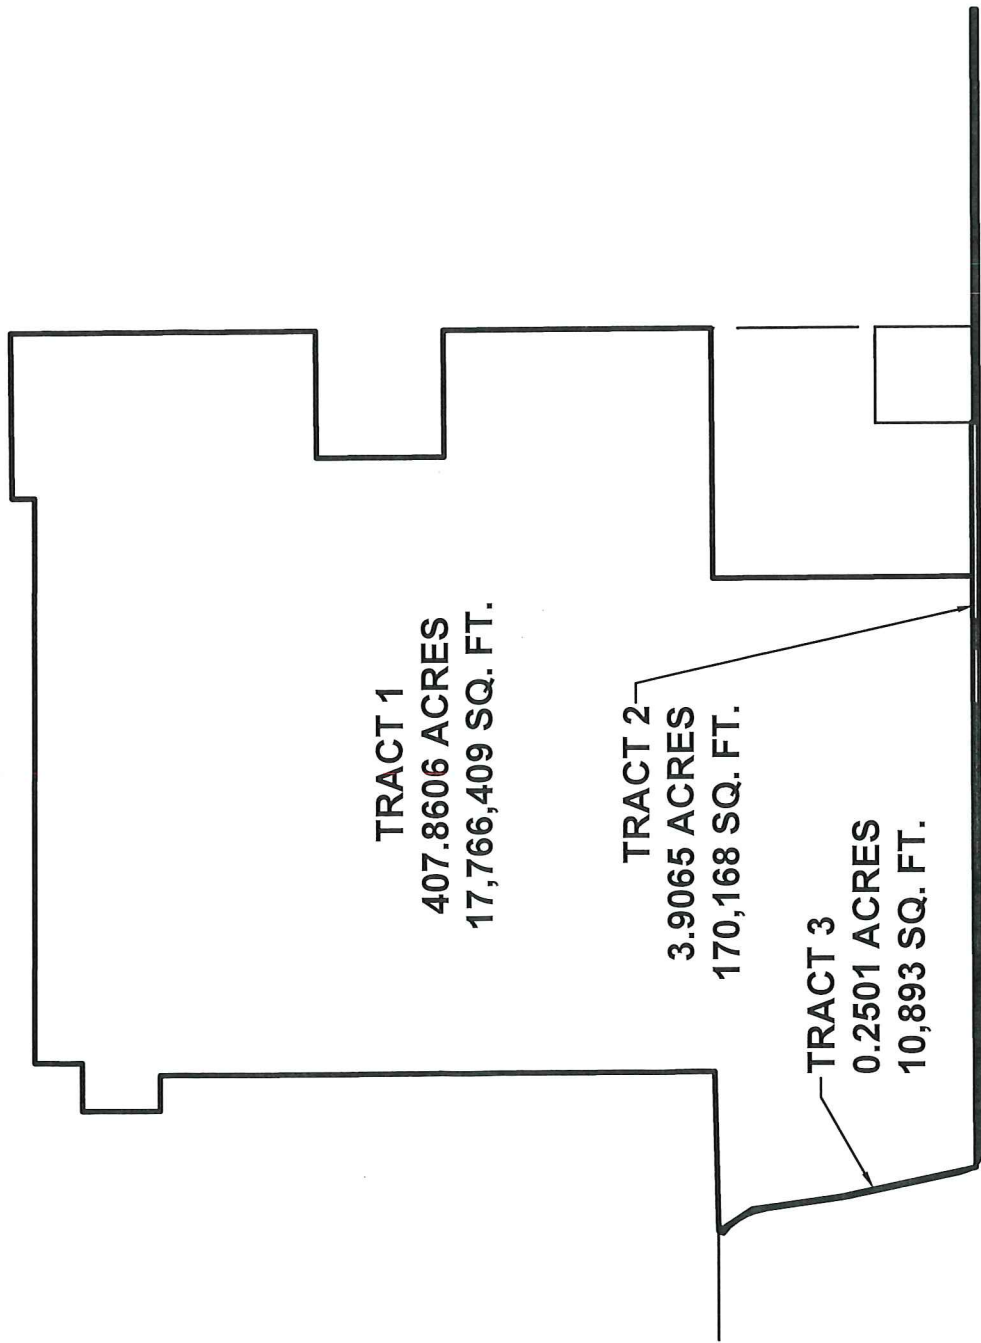 TRACT 1
407.8606 ACRES
17,766,409 SQ. FT.
TRACT 2
3.9065 ACRES
170,168 SQ. FT.
TRACT 3
0.2501 ACRES
10,893 SQ. FT.